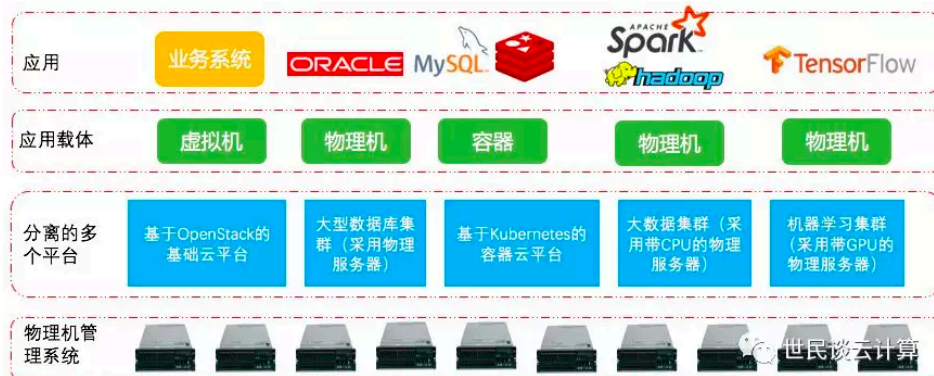 应用
业务系统
ORACLE
MySQL
APACHE
Spark
hadoop
TensorFlow
应用载体
虚拟机
物理机
容器
物理机
物理机
分离的多
个平台
基于OpenStack的
基础云平台
大型数据库集
群（采用物理
服务器）
基于Kubernetes的
容器云平台
大数据集群（采
用带CPU的物理
服务器）
机器学习集群
（采用带GPU的
物理服务器）
物理机管
理系统
世民谈云计算